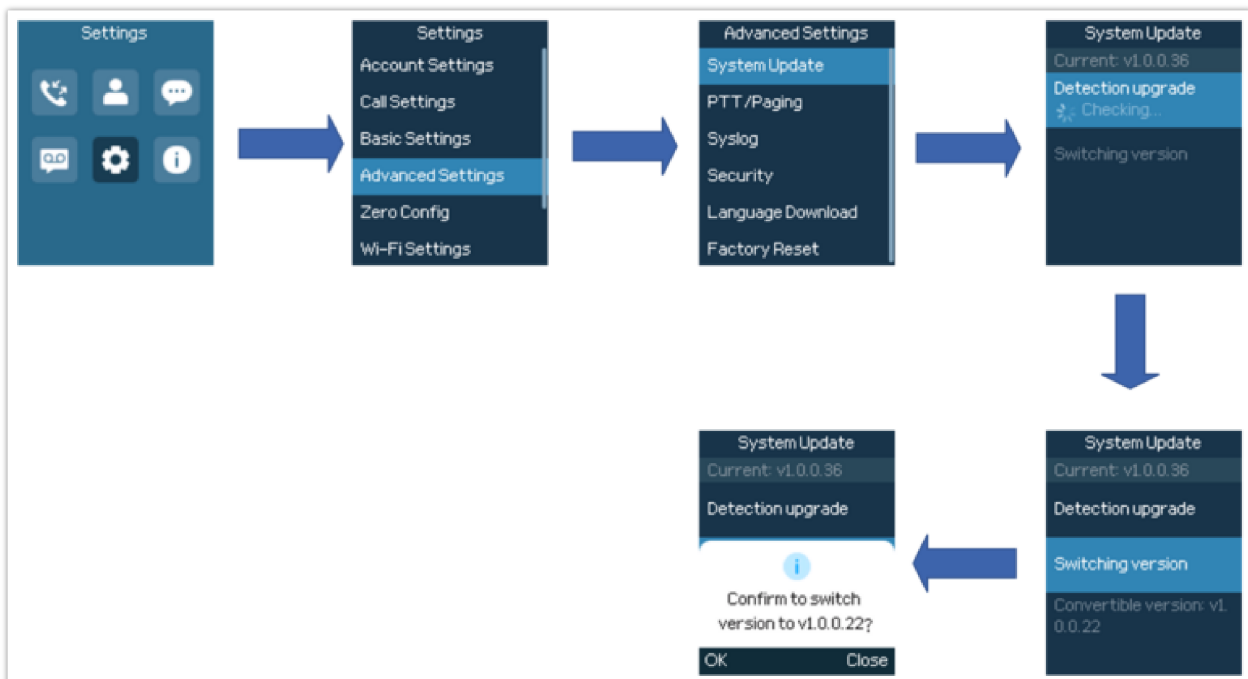 Settings
Settings
Account Settings
Call Settings
Basic Settings
Advanced Settings
Zero Config
Wi-Fi Settings
Advanced Settings
System Update
PTT/Paging
Syslog
Security
Language Download
Factory Reset
System Update
Current: v1.0.0.36
Detection upgrade
Checking...
Switching version
System Update
Current: v1.0.0.36
Detection upgrade
Switching version
Convertible version: v1.
0.0.22
System Update
Current: v1.0.0.36
Detection upgrade
Confirm to switch
version to v1.0.0.22?
OK
Close